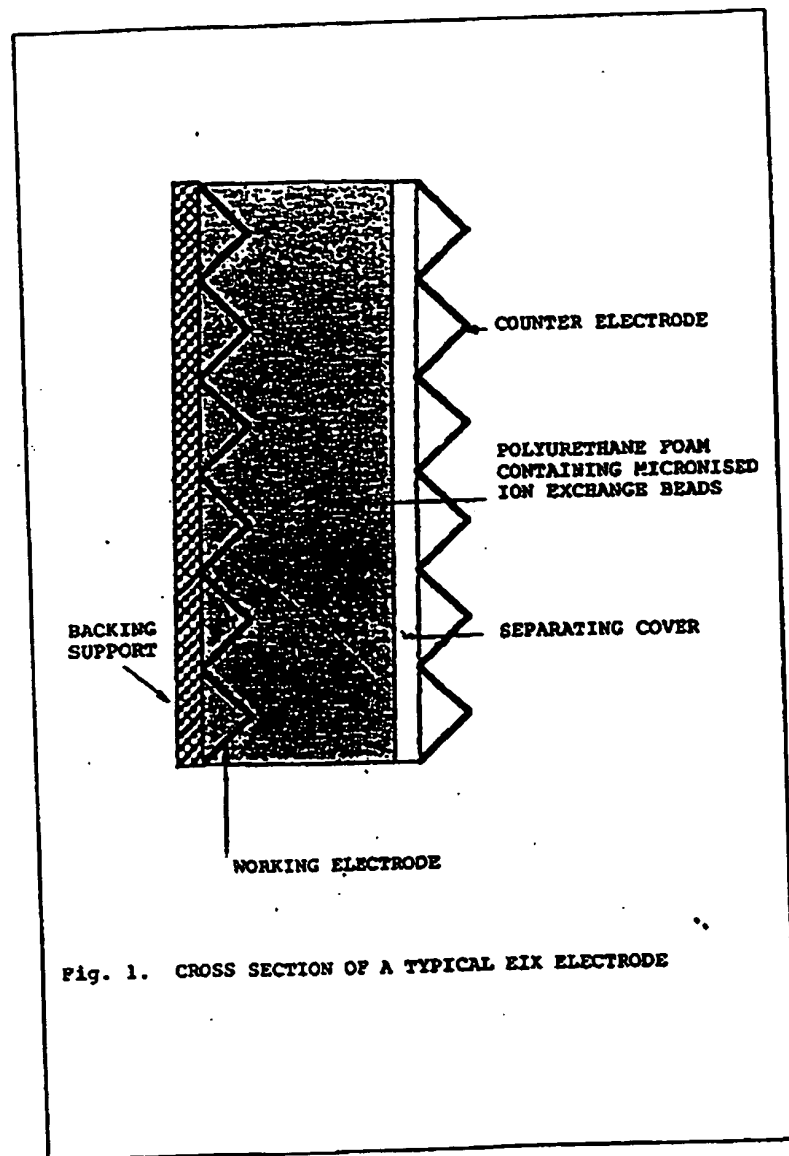 COUNTER ELECTRODE
POLYURETHANE FOAM
CONTAINING MICRONISED
ION EXCHANGE BEADS
BACKING
SUPPORT
SEPARATING COVER
WORKING ELECTRODE
Fig. 1. CROSS SECTION OF A TYPICAL EIX ELECTRODE